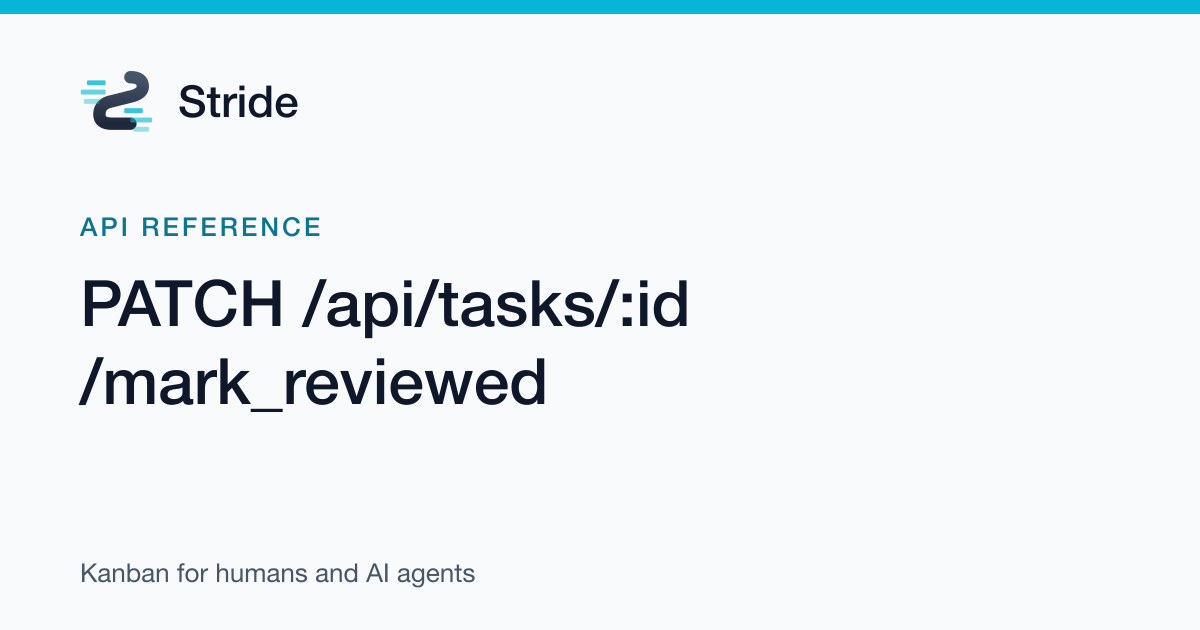 Stride
API REFERENCE
PATCH /api/tasks/:id
/mark_reviewed
Kanban for humans and AI agents